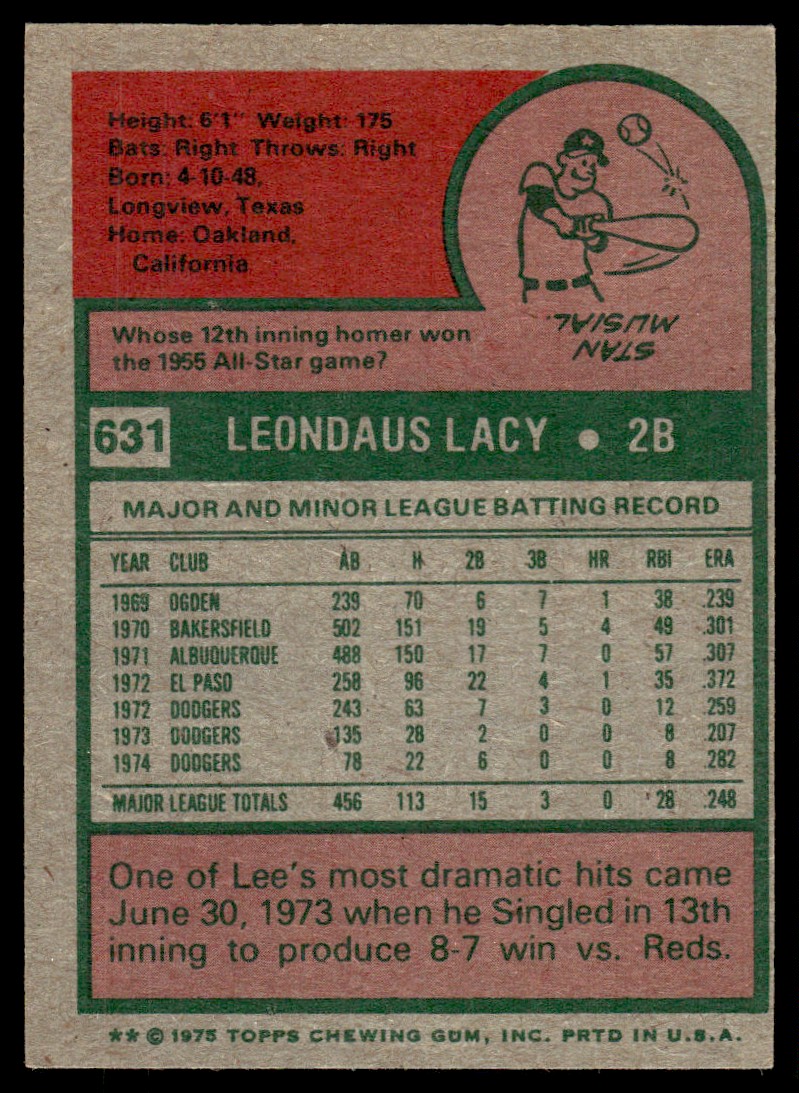 Height: 6'1" Weight: 175
Bats: Right Throws: Right
Born: 4-10-48,
Longview, Texas
Home: Oakland,
California
Whose 12th inning homer won
the 1955 All-Star game?
STAN
MUSIAL.
631 LEONDAUS LACY • 2B
MAJOR AND MINOR LEAGUE BATTING RECORD
YEAR CLUB AB H 2B 3B HR RBI ERA
1969 OGDEN 239 70 6 7 1 38 .239
1970 BAKERSFIELD 502 151 19 5 4 49 .301
1971 ALBUQUERQUE 488 150 17 7 0 57 .307
1972 EL PASO 258 96 22 4 1 35 .372
1972 DODGERS 243 63 7 3 0 12 .259
1973 DODGERS 135 28 2 0 0 8 .207
1974 DODGERS 78 22 6 0 0 8 .282
MAJOR LEAGUE TOTALS 456 113 15 3 0 28 .248
One of Lee's most dramatic hits came
June 30, 1973 when he Singled in 13th
inning to produce 8-7 win vs. Reds.
** © 1975 TOPPS CHEWING GUM, INC. PRTD IN U.S.A.